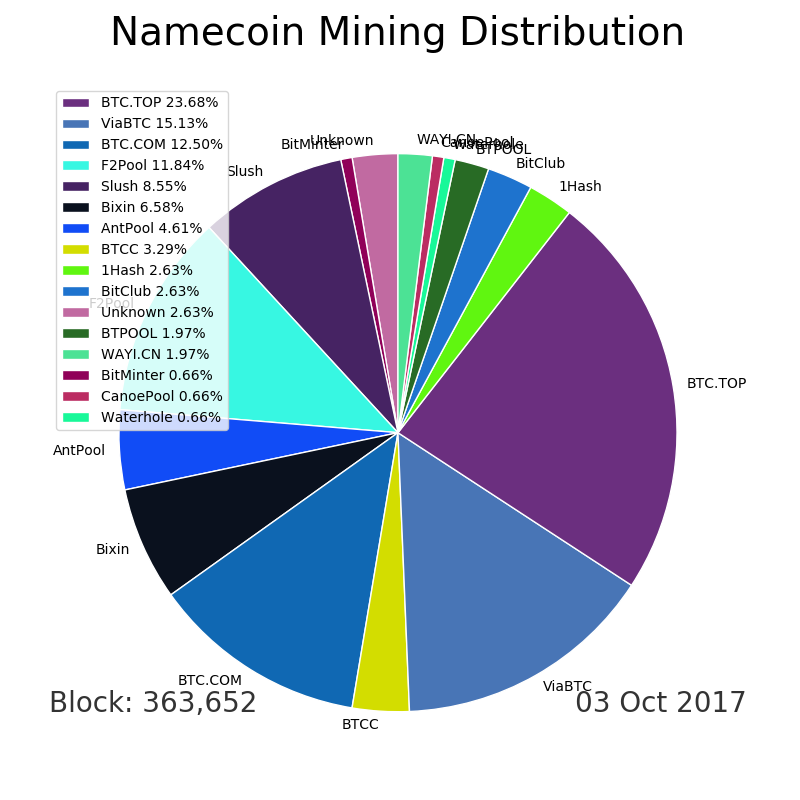 Namecoin Mining Distribution
BTC.TOP 23.68%
ViaBTC 15.13%
BTC.COM 12.50%
F2Pool 11.84%
Slush 8.55%
Bixin 6.58%
AntPool 4.61%
BTCC 3.29%
1Hash 2.63%
BitClub 2.63%
Unknown 2.63%
BTPOOL 1.97%
WAYI.CN 1.97%
BitMinter 0.66%
CanoePool 0.66%
Waterhole 0.66%
Unknown
BitMinter
Slush
F2Pool
AntPool
Bixin
BTC.COM
BTCC
ViaBTC
BTC.TOP
1Hash
BitClub
BTPOOL
Waterhole
CanoePool
WAYI.CN
Block: 363,652
03 Oct 2017